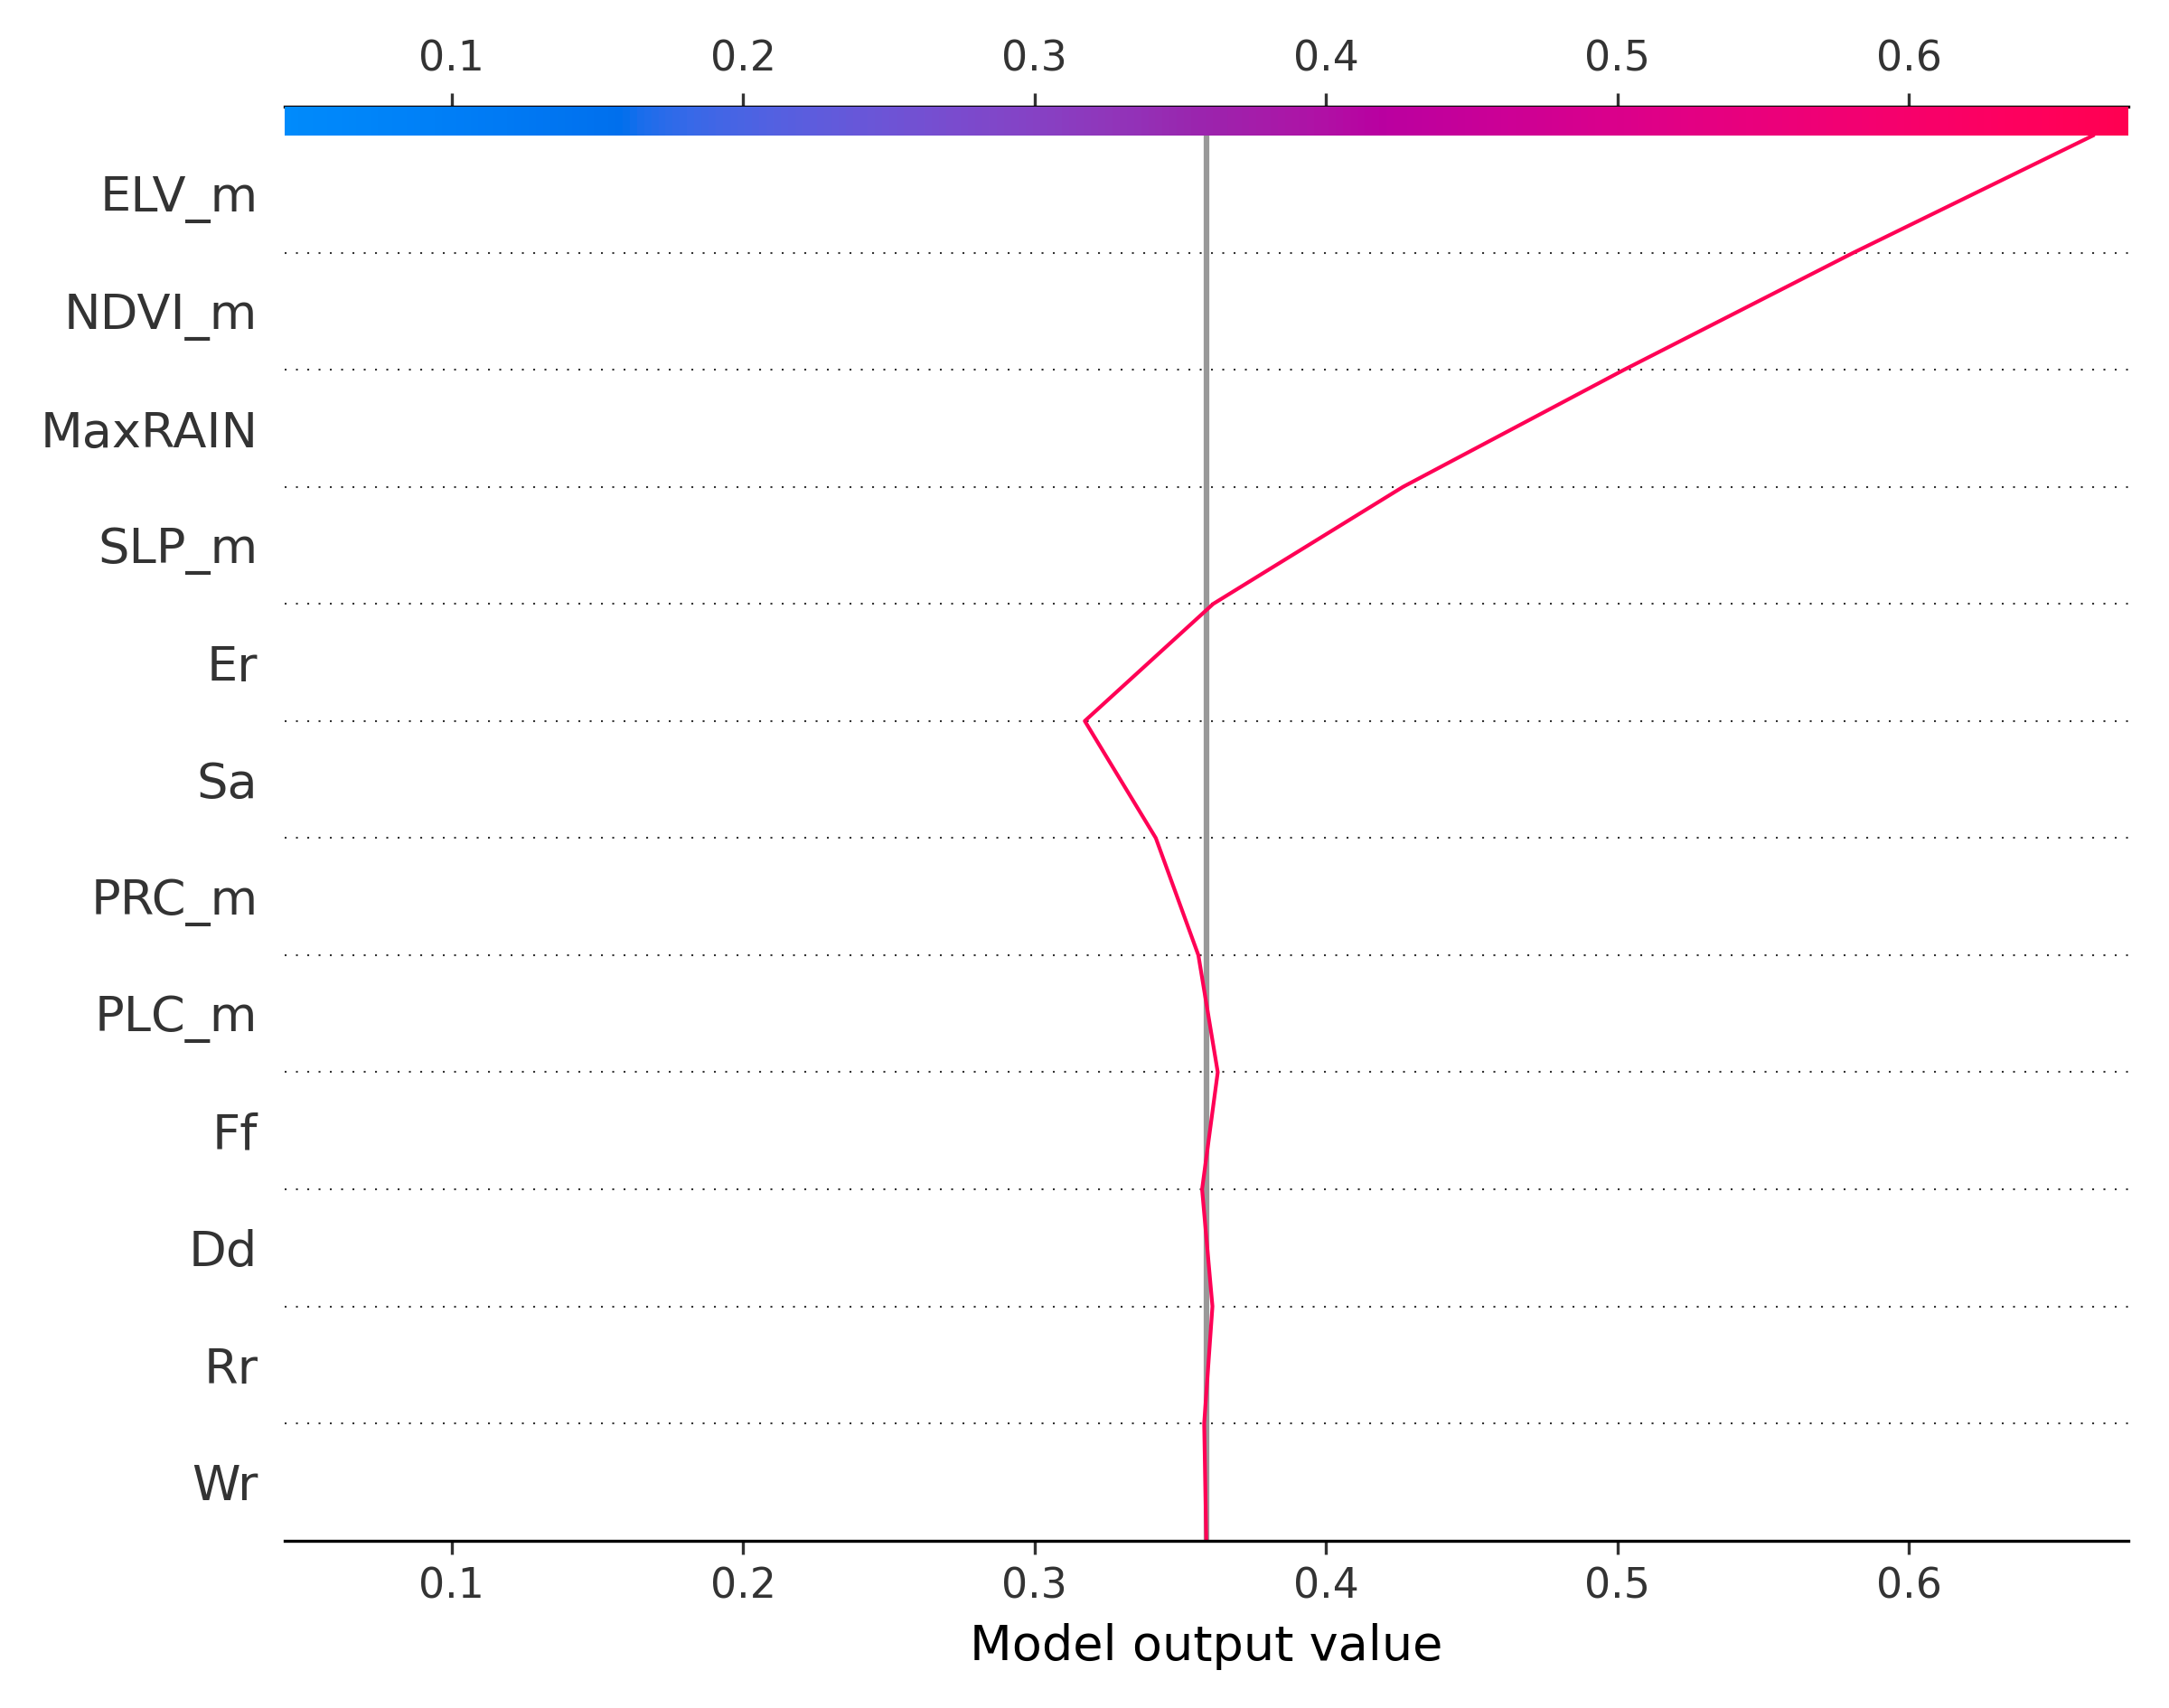 0.1 0.2 0.3 0.4 0.5 0.6
ELV_m
NDVI_m
MaxRAIN
SLP_m
Er
Sa
PRC_m
PLC_m
Ff
Dd
Rr
Wr
0.1 0.2 0.3 0.4 0.5 0.6
Model output value